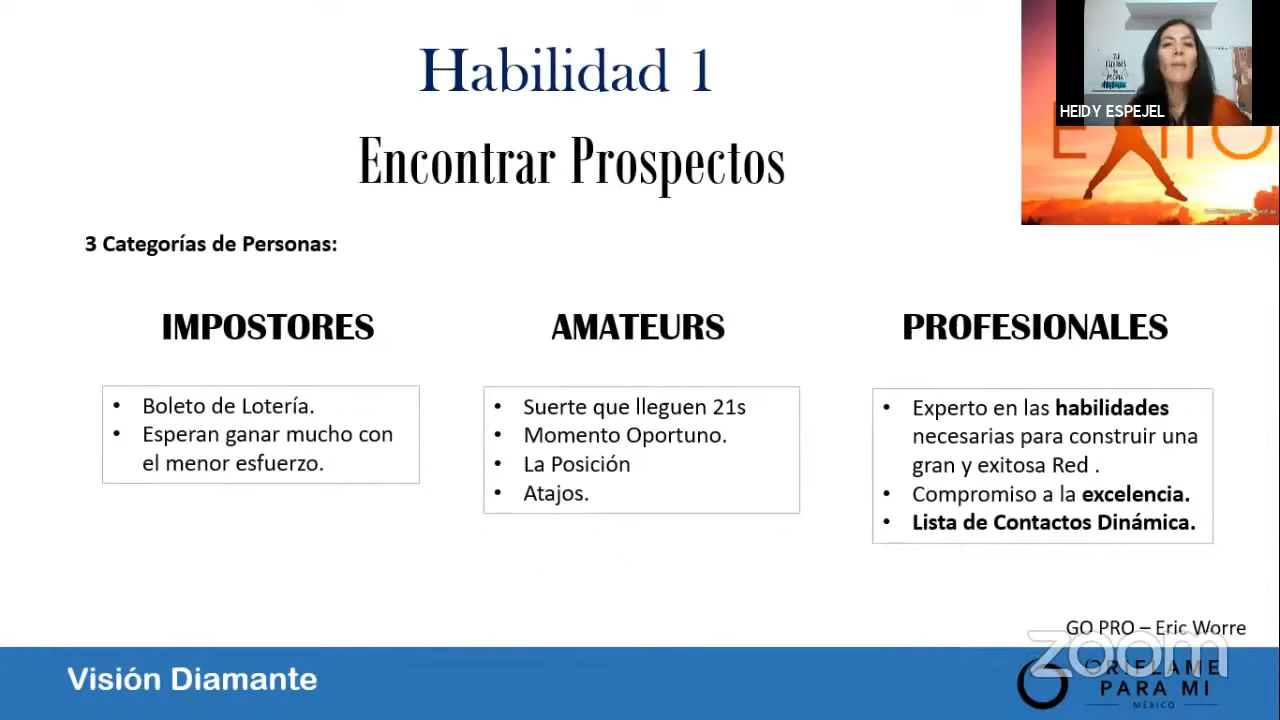 Habilidad 1
Encontrar Prospectos
HEIDY ESPEJEL
3 Categorías de Personas:
IMPOSTORES
• Boleto de Lotería.
• Esperan ganar mucho con
el menor esfuerzo.
AMATEURS
• Suerte que lleguen 21s
• Momento Oportuno.
• La Posición
• Atajos.
PROFESIONALES
• Experto en las habilidades
necesarias para construir una
gran y exitosa Red .
• Compromiso a la excelencia.
• Lista de Contactos Dinámica.
GO PRO – Eric Worre
zoom
Visión Diamante
ORIFLAME
PARA MI
MÉXICO